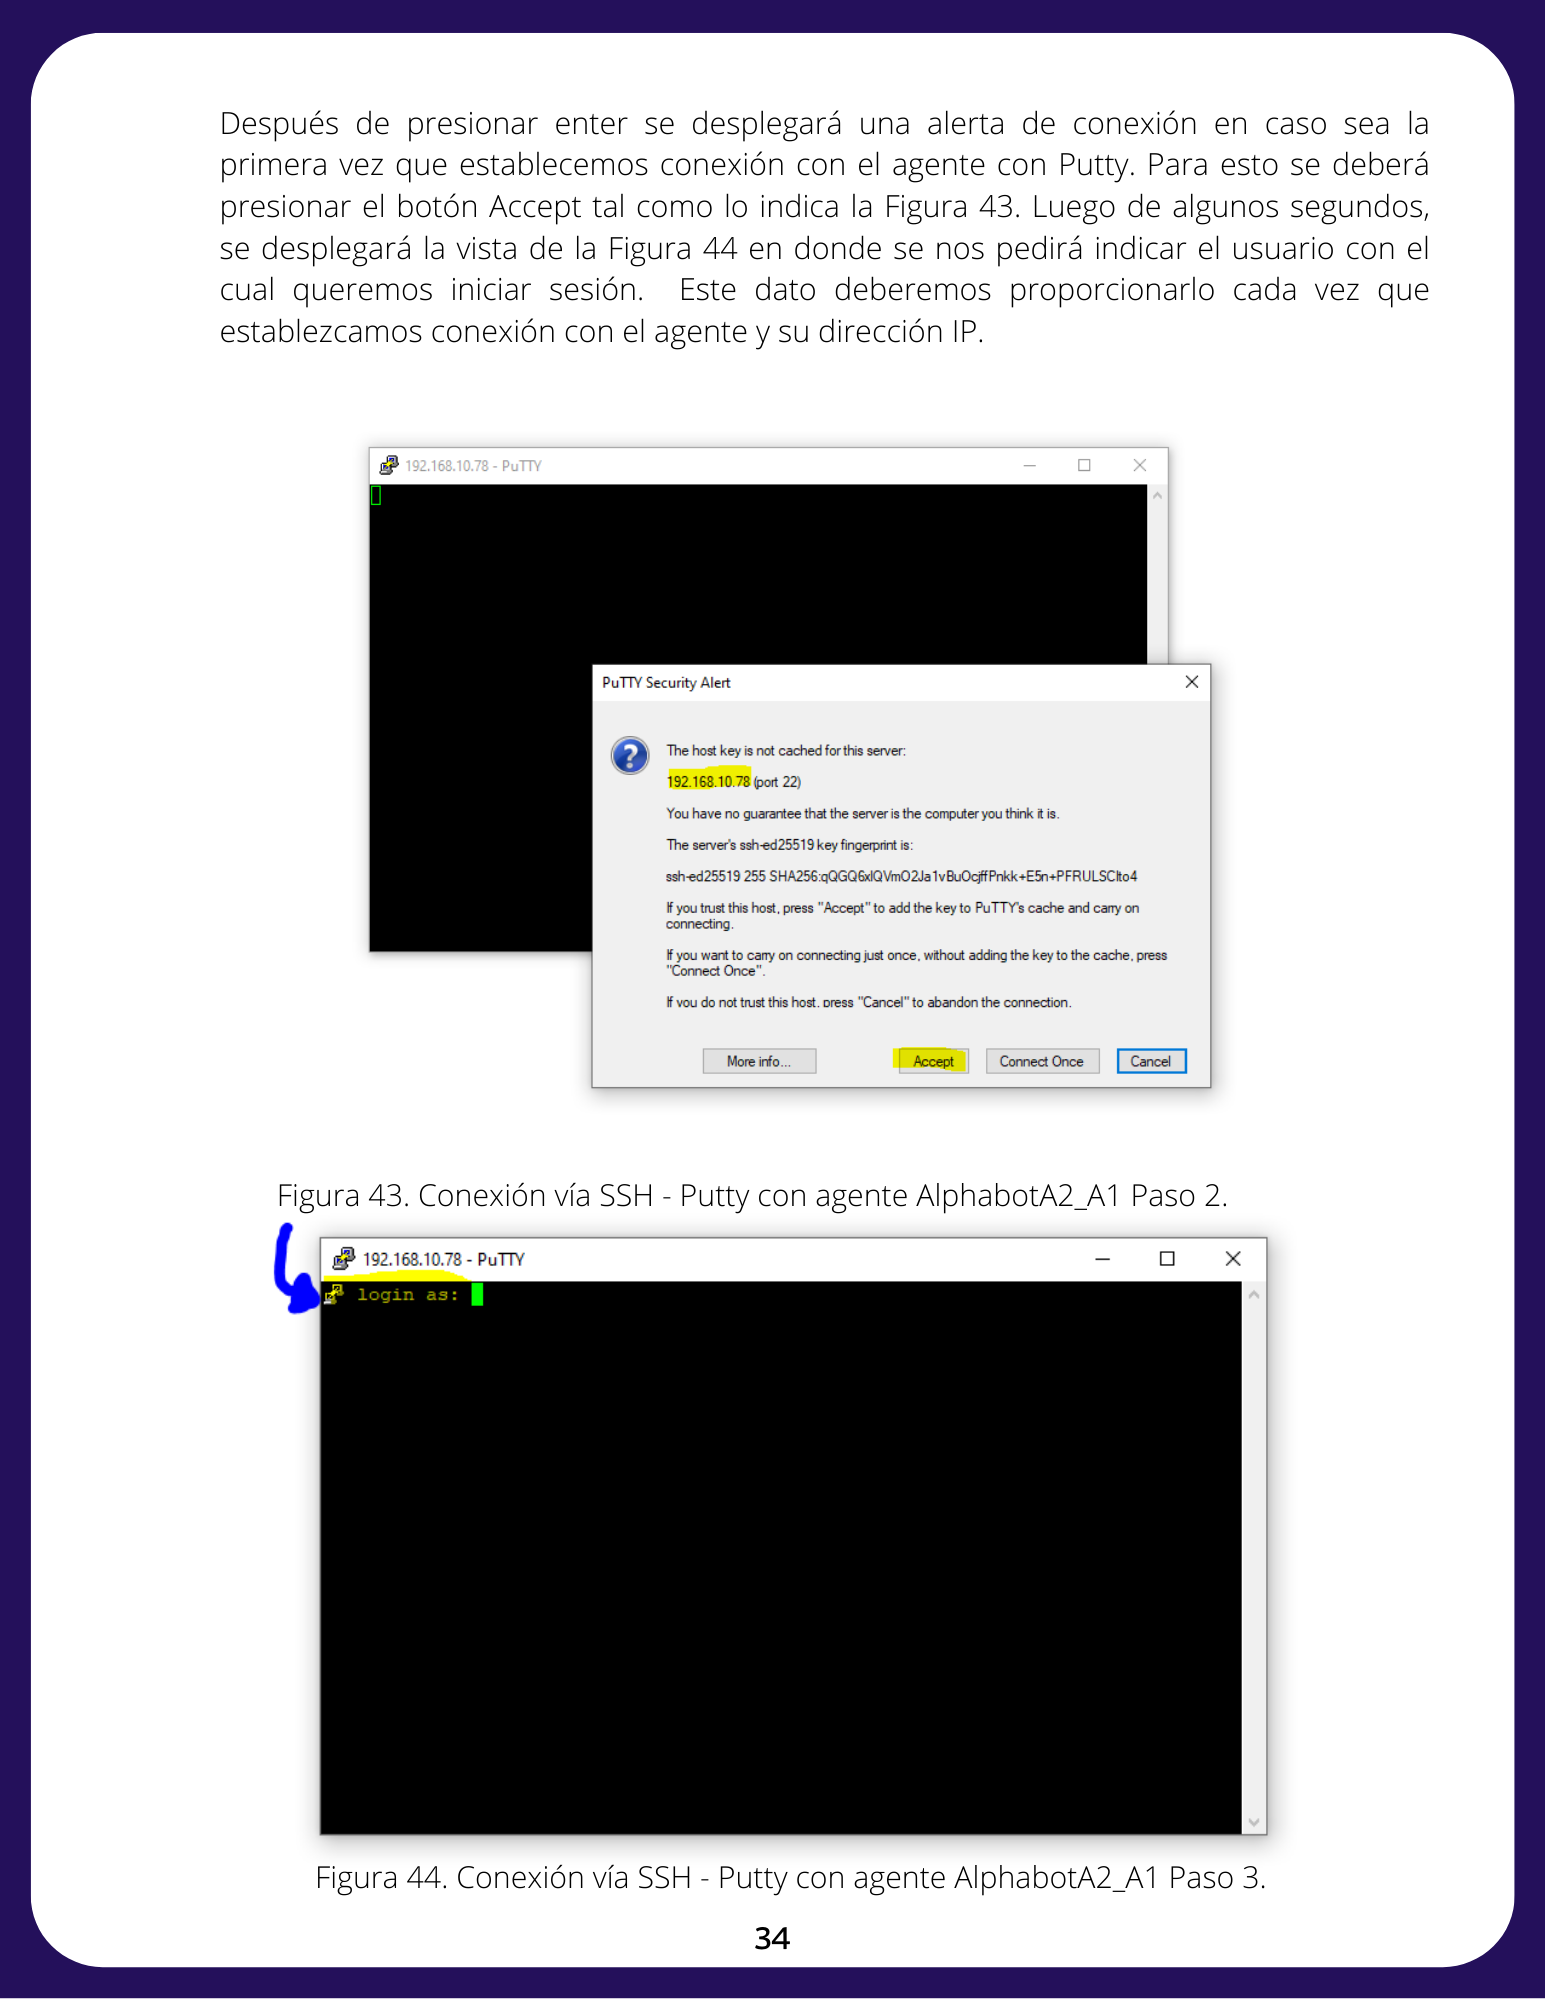 Después de presionar enter se desplegará una alerta de conexión en caso sea la
primera vez que establecemos conexión con el agente con Putty. Para esto se deberá
presionar el botón Accept tal como lo indica la Figura 43. Luego de algunos segundos,
se desplegará la vista de la Figura 44 en donde se nos pedirá indicar el usuario con el
cual queremos iniciar sesión. Este dato deberemos proporcionarlo cada vez que
establezcamos conexión con el agente y su dirección IP.
192.168.10.78 - PuTTY
PuTTY Security Alert
The host key is not cached for this server:
192.168.10.78 (port 22)
You have no guarantee that the server is the computer you think it is.
The server's ssh-ed25519 key fingerprint is:
ssh-ed25519 255 SHA256:
If you trust this host, press "Accept" to add the key to PuTTY's cache and carry on
connecting.
If you want to carry on connecting just once, without adding the key to the cache, press
"Connect Once".
If you do not trust this host, press "Cancel" to abandon the connection.
More info...
Accept
Connect Once
Cancel
Figura 43. Conexión vía SSH - Putty con agente AlphabotA2_A1 Paso 2.
192.168.10.78 - PuTTY
login as:
Figura 44. Conexión vía SSH - Putty con agente AlphabotA2_A1 Paso 3.
34